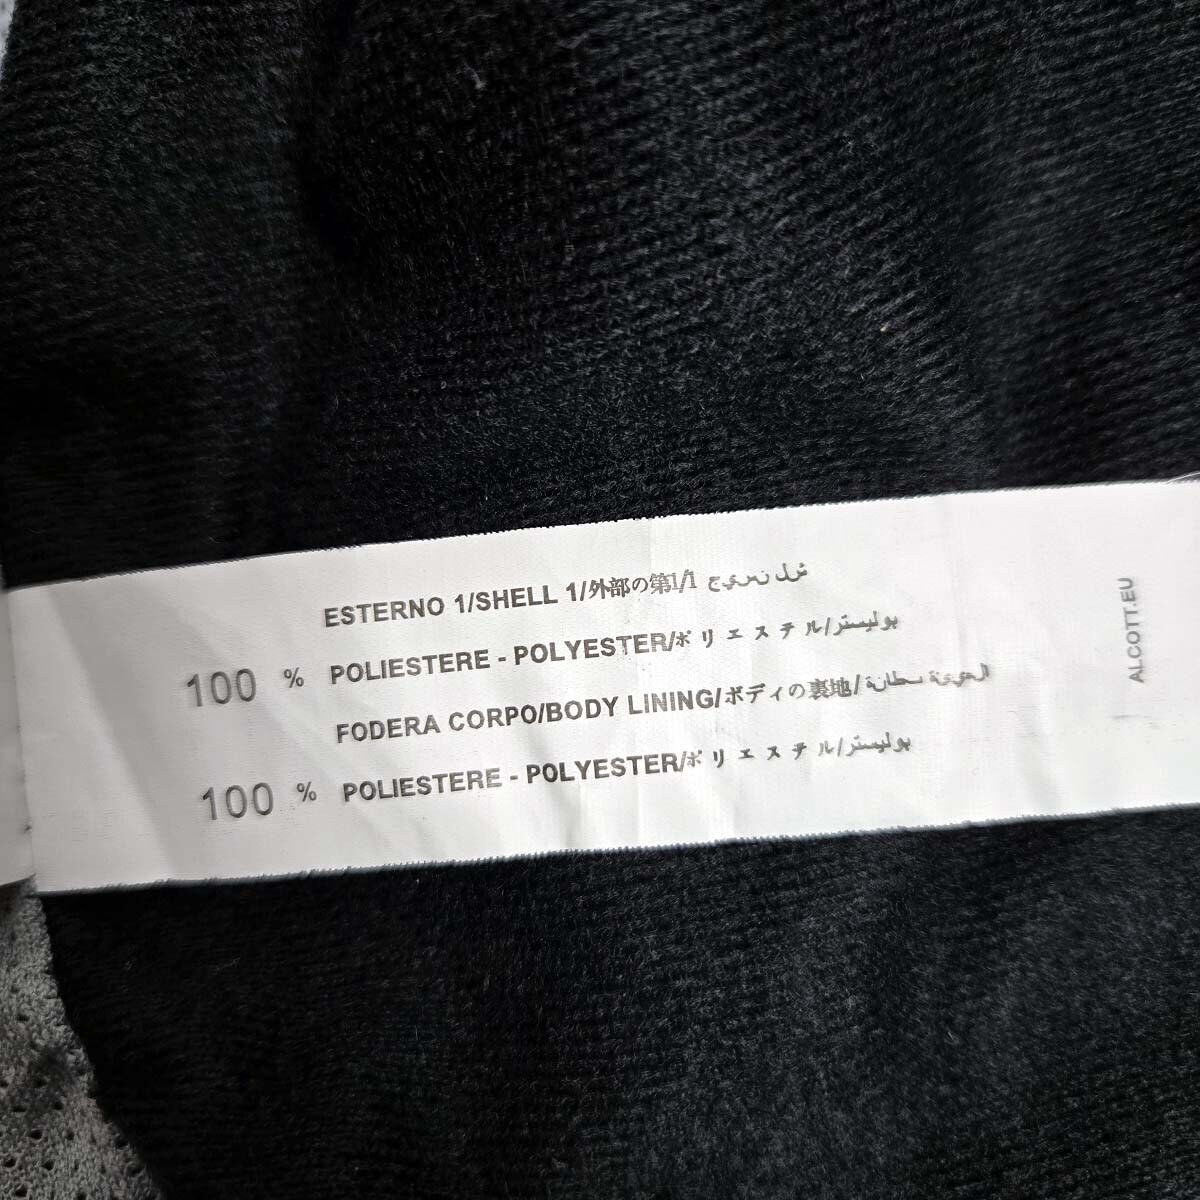 ESTERNO 1/SHELL 1/外部の第1/1 شل نسيج
100 % POLIESTERE - POLYESTER/ポリエステル/بوليستر
FODERA CORPO/BODY LINING/ボディの裏地/
100 % POLIESTERE - POLYESTER/ポリエステル/بوليستر
ALCOTT.EU